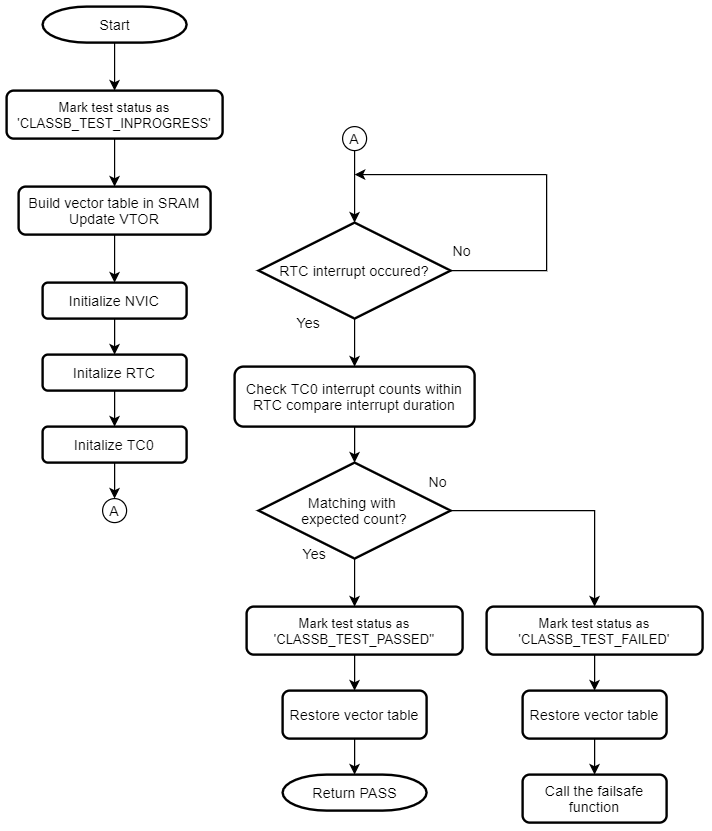 Start
Mark test status as
'CLASSB_TEST_INPROGRESS'
Build vector table in SRAM
Update VTOR
Initialize NVIC
Initalize RTC
Initalize TC0
A
A
RTC interrupt occured?
No
Yes
Check TC0 interrupt counts within
RTC compare interrupt duration
Matching with
expected count?
No
Yes
Mark test status as
'CLASSB_TEST_PASSED"
Restore vector table
Return PASS
Mark test status as
'CLASSB_TEST_FAILED'
Restore vector table
Call the failsafe
function